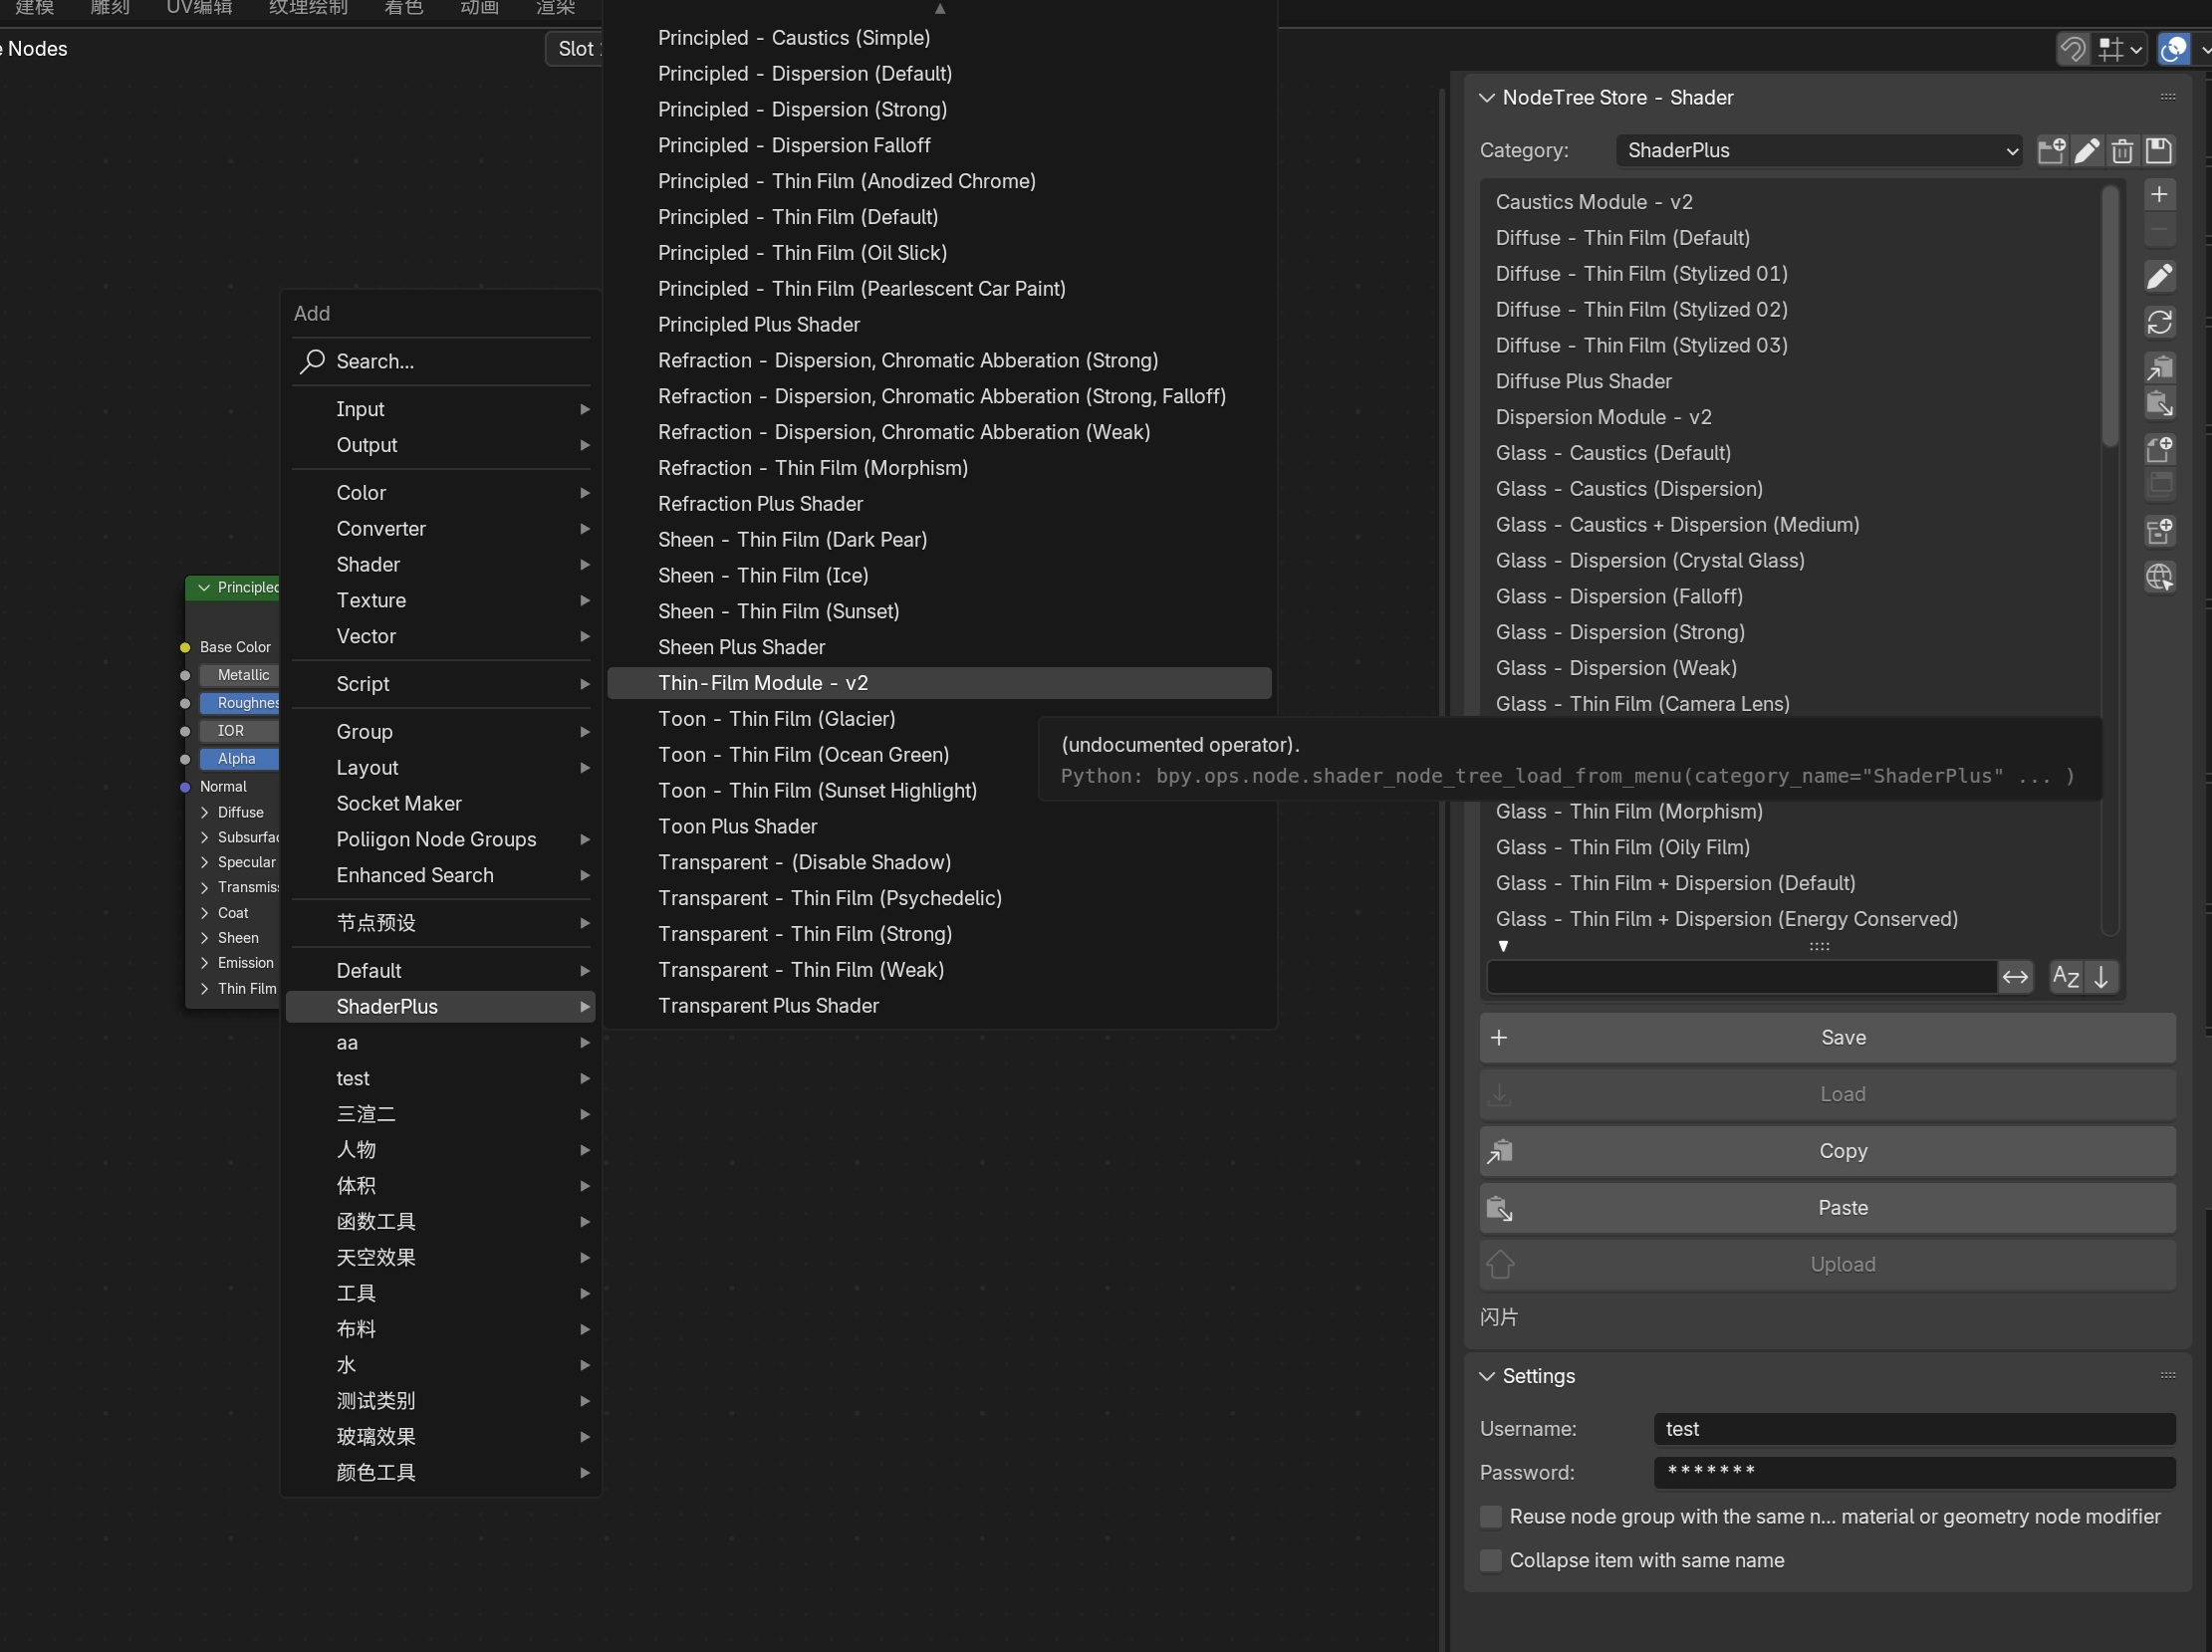 建模 雕刻 UV编辑 纹理绘制 着色 动画 渲染
e Nodes
Slot
Add
Search...
Input
Output
Color
Converter
Shader
Texture
Vector
Script
Group
Layout
Socket Maker
Poliigon Node Groups
Enhanced Search
节点预设
Default
ShaderPlus
aa
test
三渲二
人物
体积
函数工具
天空效果
工具
布料
水
测试类别
玻璃效果
颜色工具
Principled
Base Color
Metallic
Roughnes
IOR
Alpha
Normal
Diffuse
Subsurfac
Specular
Transmiss
Coat
Sheen
Emission
Thin Film
Principled - Caustics (Simple)
Principled - Dispersion (Default)
Principled - Dispersion (Strong)
Principled - Dispersion Falloff
Principled - Thin Film (Anodized Chrome)
Principled - Thin Film (Default)
Principled - Thin Film (Oil Slick)
Principled - Thin Film (Pearlescent Car Paint)
Principled Plus Shader
Refraction - Dispersion, Chromatic Abberation (Strong)
Refraction - Dispersion, Chromatic Abberation (Strong, Falloff)
Refraction - Dispersion, Chromatic Abberation (Weak)
Refraction - Thin Film (Morphism)
Refraction Plus Shader
Sheen - Thin Film (Dark Pear)
Sheen - Thin Film (Ice)
Sheen - Thin Film (Sunset)
Sheen Plus Shader
Thin-Film Module - v2
Toon - Thin Film (Glacier)
Toon - Thin Film (Ocean Green)
Toon - Thin Film (Sunset Highlight)
Toon Plus Shader
Transparent - (Disable Shadow)
Transparent - Thin Film (Psychedelic)
Transparent - Thin Film (Strong)
Transparent - Thin Film (Weak)
Transparent Plus Shader
(undocumented operator).
Python: bpy.ops.node.shader_node_tree_load_from_menu(category_name="ShaderPlus" ... )
NodeTree Store - Shader
Category: ShaderPlus
Caustics Module - v2
Diffuse - Thin Film (Default)
Diffuse - Thin Film (Stylized 01)
Diffuse - Thin Film (Stylized 02)
Diffuse - Thin Film (Stylized 03)
Diffuse Plus Shader
Dispersion Module - v2
Glass - Caustics (Default)
Glass - Caustics (Dispersion)
Glass - Caustics + Dispersion (Medium)
Glass - Dispersion (Crystal Glass)
Glass - Dispersion (Falloff)
Glass - Dispersion (Strong)
Glass - Dispersion (Weak)
Glass - Thin Film (Camera Lens)
Glass - Thin Film (Morphism)
Glass - Thin Film (Oily Film)
Glass - Thin Film + Dispersion (Default)
Glass - Thin Film + Dispersion (Energy Conserved)
AZ
Save
Load
Copy
Paste
Upload
闪片
Settings
Username: test
Password: *******
Reuse node group with the same n... material or geometry node modifier
Collapse item with same name